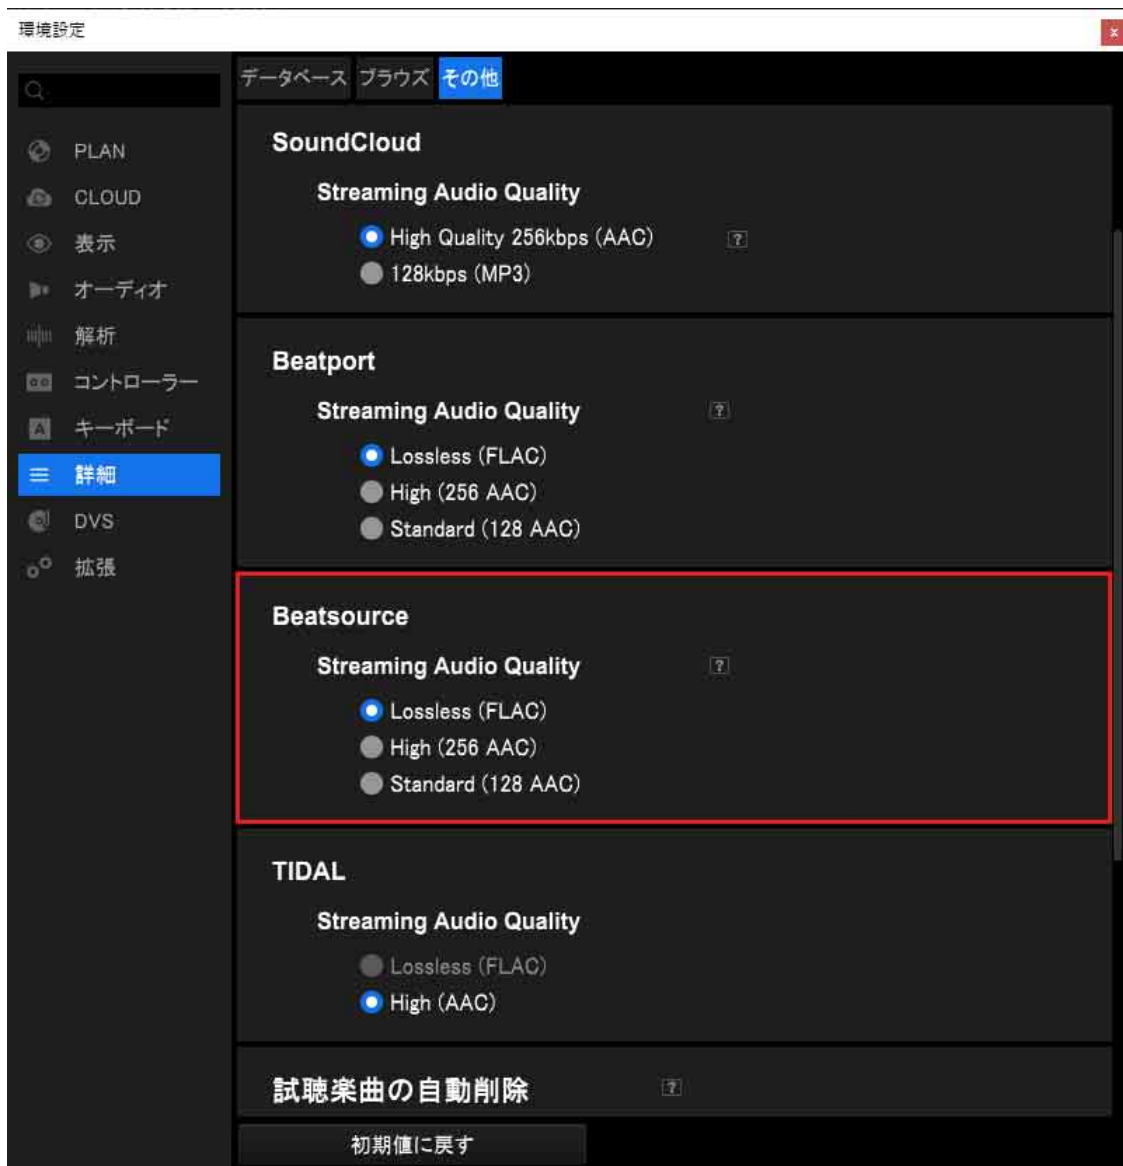 環境設定
データベース ブラウズ その他
PLAN
CLOUD
表示
オーディオ
解析
コントローラー
キーボード
詳細
DVS
拡張
SoundCloud
Streaming Audio Quality
High Quality 256kbps (AAC) ?
128kbps (MP3)
Beatport
Streaming Audio Quality ?
Lossless (FLAC)
High (256 AAC)
Standard (128 AAC)
Beatsource
Streaming Audio Quality ?
Lossless (FLAC)
High (256 AAC)
Standard (128 AAC)
TIDAL
Streaming Audio Quality
Lossless (FLAC)
High (AAC)
試聴楽曲の自動削除 ?
初期値に戻す